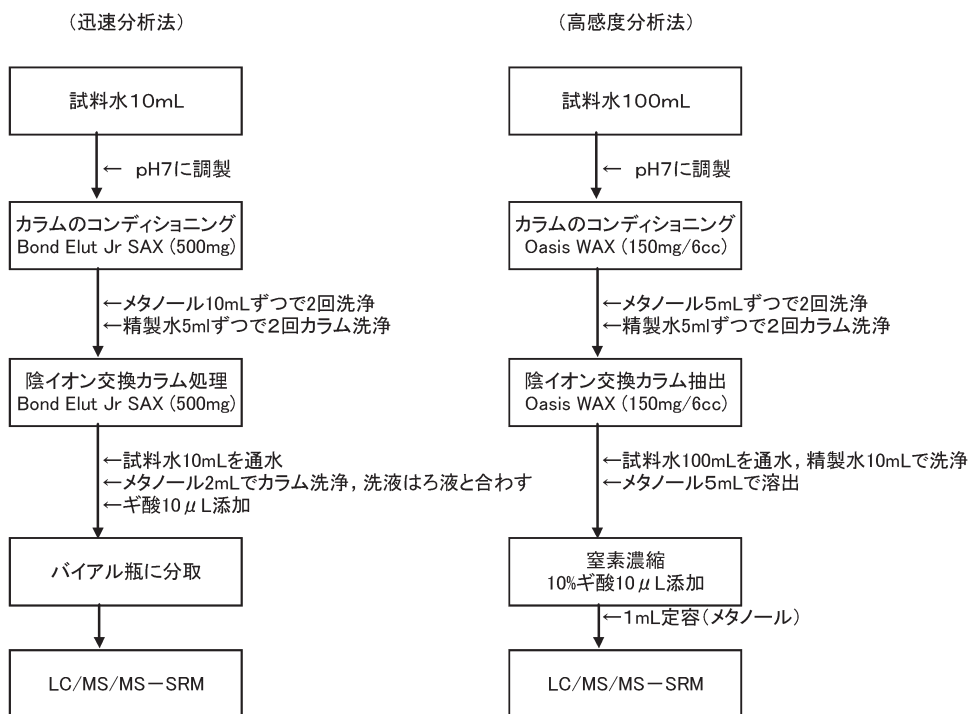 （迅速分析法）
試料水10mL
← pH7に調製
カラムのコンディショニング
Bond Elut Jr SAX (500mg)
←メタノール10mLずつで2回洗浄
←精製水5mlずつで２回カラム洗浄
陰イオン交換カラム処理
Bond Elut Jr SAX (500mg)
←試料水10mLを通水
←メタノール2mLでカラム洗浄，洗液はろ液と合わす
←ギ酸10μL添加
バイアル瓶に分取
LC/MS/MS－SRM
（高感度分析法）
試料水100mL
← pH7に調製
カラムのコンディショニング
Oasis WAX (150mg/6cc)
←メタノール５mLずつで2回洗浄
←精製水5mlずつで２回カラム洗浄
陰イオン交換カラム抽出
Oasis WAX (150mg/6cc)
←試料水100mLを通水，精製水10mLで洗浄
←メタノール５mLで溶出
窒素濃縮
10%ギ酸10μL添加
←１mL定容（メタノール）
LC/MS/MS－SRM